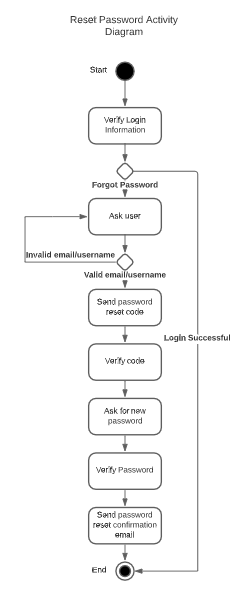 Reset Password Activity
Diagram
Start
Verify Login
Information
Forgot Password
Ask user
Invalid email/username
Valid email/username
Send password
reset code
Login Successful
Verify code
Ask for new
password
Verify Password
Send password
reset confirmation
email
End